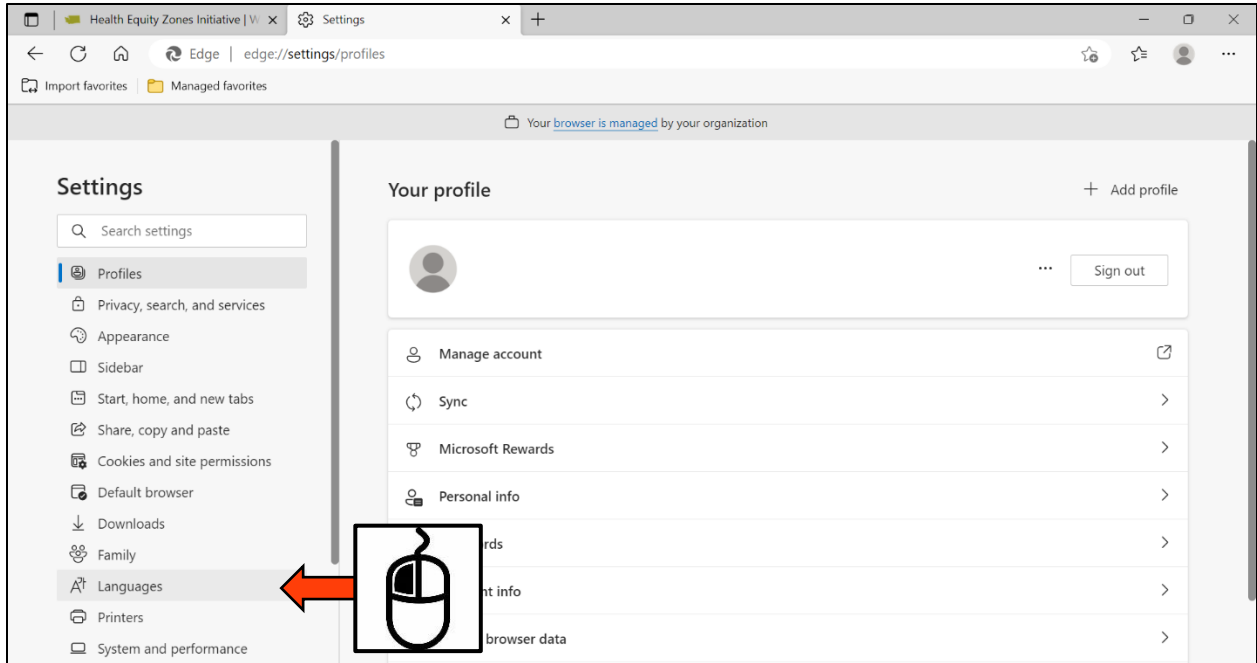 Health Equity Zones Initiative | W
Settings
Edge | edge://settings/profiles
Import favorites
Managed favorites
Your browser is managed by your organization
Settings
Search settings
Profiles
Privacy, search, and services
Appearance
Sidebar
Start, home, and new tabs
Share, copy and paste
Cookies and site permissions
Default browser
Downloads
Family
Languages
Printers
System and performance
Your profile
Add profile
Sign out
Manage account
Sync
Microsoft Rewards
Personal info
rds
nt info
browser data